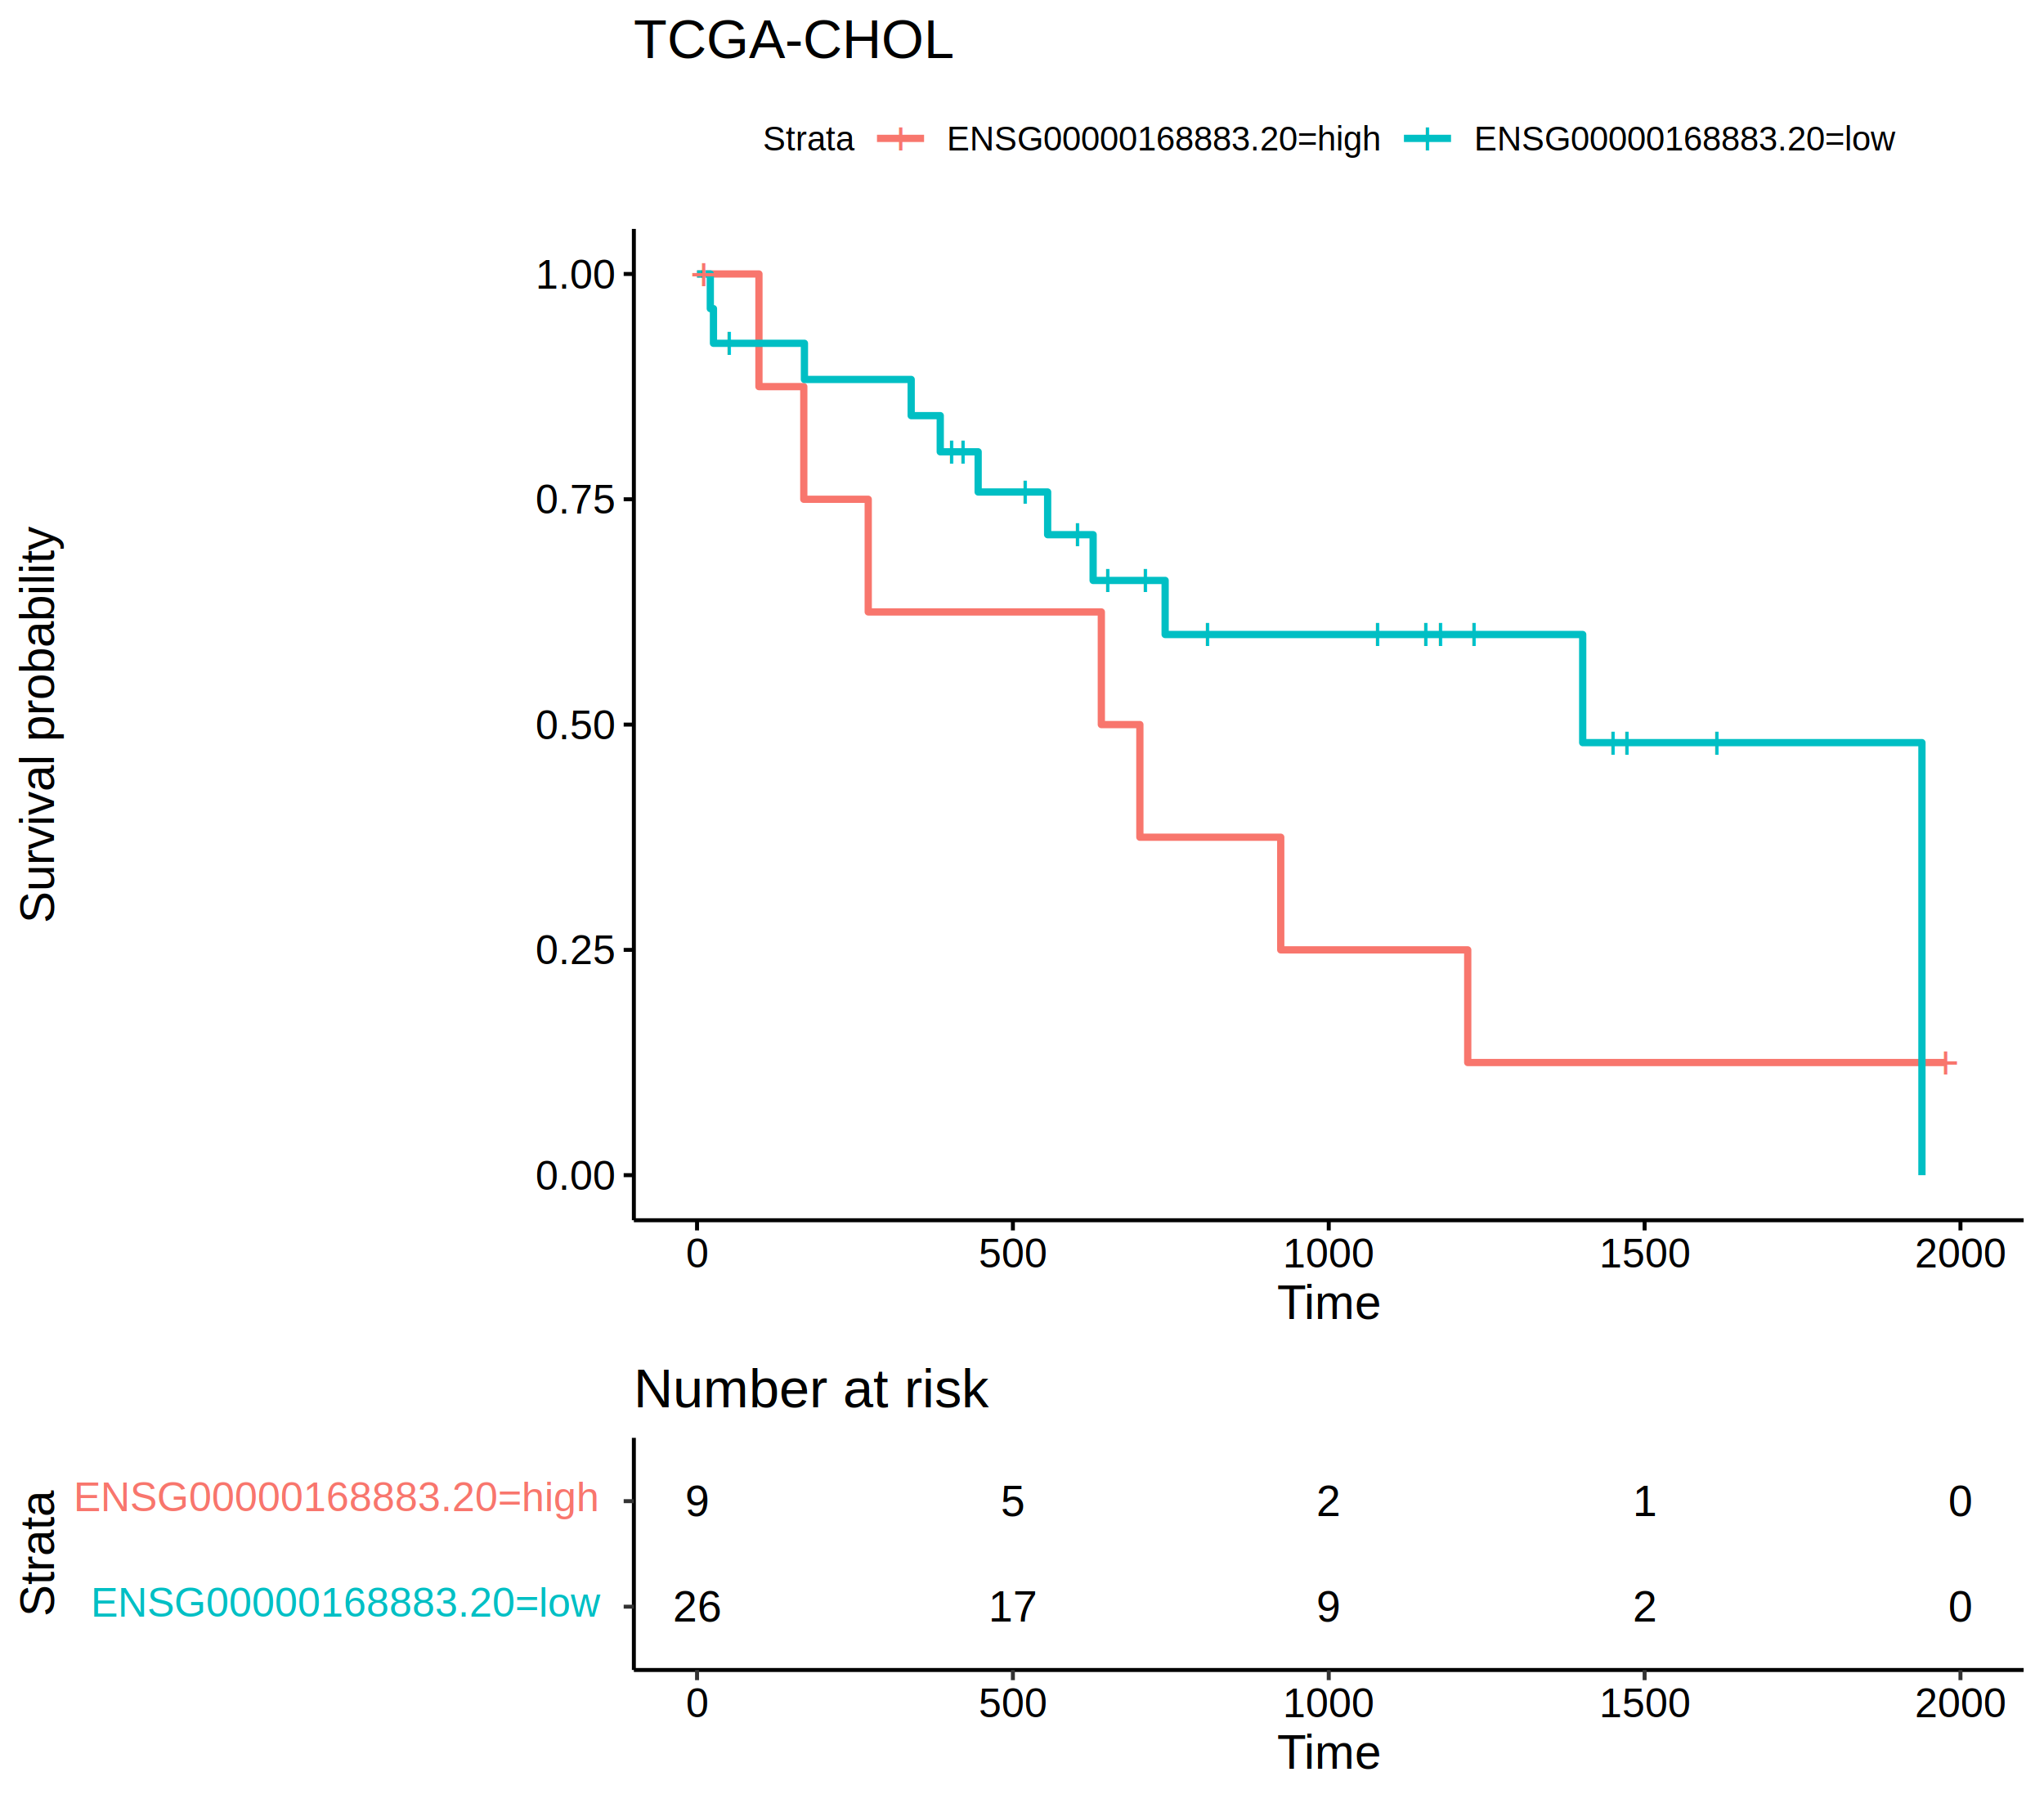 TCGA-CHOL
Strata ENSG00000168883.20=high ENSG00000168883.20=low
Survival probability
1.00
0.75
0.50
0.25
0.00
0 500 1000 1500 2000
Time
Number at risk
Strata
ENSG00000168883.20=high 9 5 2 1 0
ENSG00000168883.20=low 26 17 9 2 0
0 500 1000 1500 2000
Time